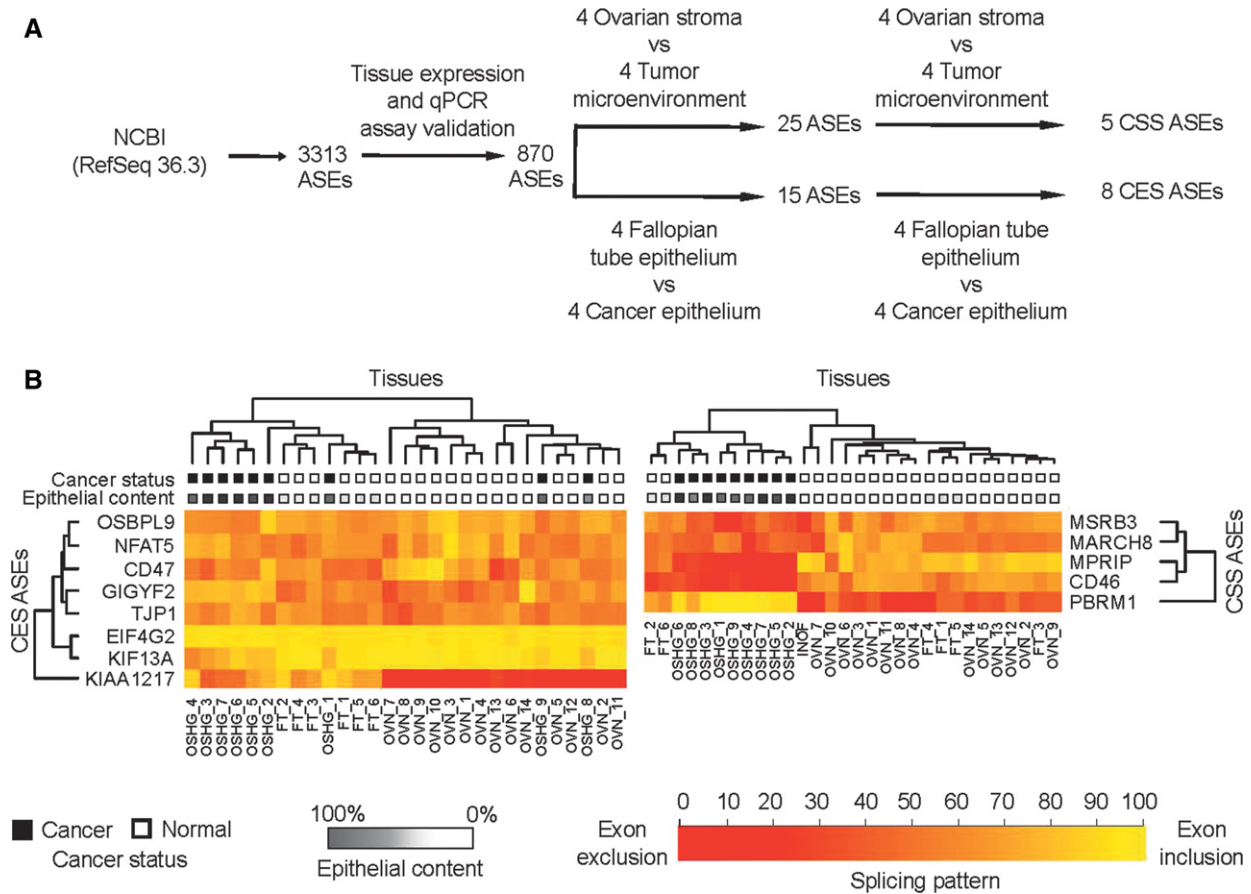 A
NCBI
(RefSeq 36.3)
3313
ASEs
Tissue expression
and qPCR
assay validation
870
ASEs
4 Ovarian stroma
vs
4 Tumor
microenvironment
25 ASEs
4 Ovarian stroma
vs
4 Tumor
microenvironment
5 CSS ASEs
15 ASEs
8 CES ASEs
4 Fallopian
tube epithelium
vs
4 Cancer epithelium
4 Fallopian tube
epithelium
vs
4 Cancer epithelium
B
Tissues
Cancer status
Epithelial content
CES ASEs
OSBPL9
NFAT5
CD47
GIGYF2
TJP1
EIF4G2
KIF13A
KIAA1217
OSHG_4
OSHG_3
OSHG_7
OSHG_6
OSHG_5
OSHG_2
FT_2
FT_4
FT_3
OSHG_1
FT_1
FT_5
FT_6
OVN_7
OVN_8
OVN_9
OVN_10
OVN_3
OVN_1
OVN_4
OVN_13
OVN_6
OVN_14
OSHG_9
OVN_5
OVN_12
OSHG_8
OVN_2
OVN_11
Tissues
MSRB3
MARCH8
MPRIP
CD46
PBRM1
CSS ASEs
FT_2
FT_6
OSHG_6
OSHG_8
OSHG_3
OSHG_1
OSHG_9
OSHG_4
OSHG_7
OSHG_5
OSHG_2
INOF
OVN_7
OVN_10
OVN_6
OVN_3
OVN_1
OVN_11
OVN_8
OVN_4
FT_4
FT_1
FT_5
OVN_14
OVN_5
OVN_13
OVN_12
OVN_2
FT_3
OVN_9
Cancer Normal
Cancer status
100% 0%
Epithelial content
0 10 20 30 40 50 60 70 80 90 100
Exon
exclusion
Exon
inclusion
Splicing pattern